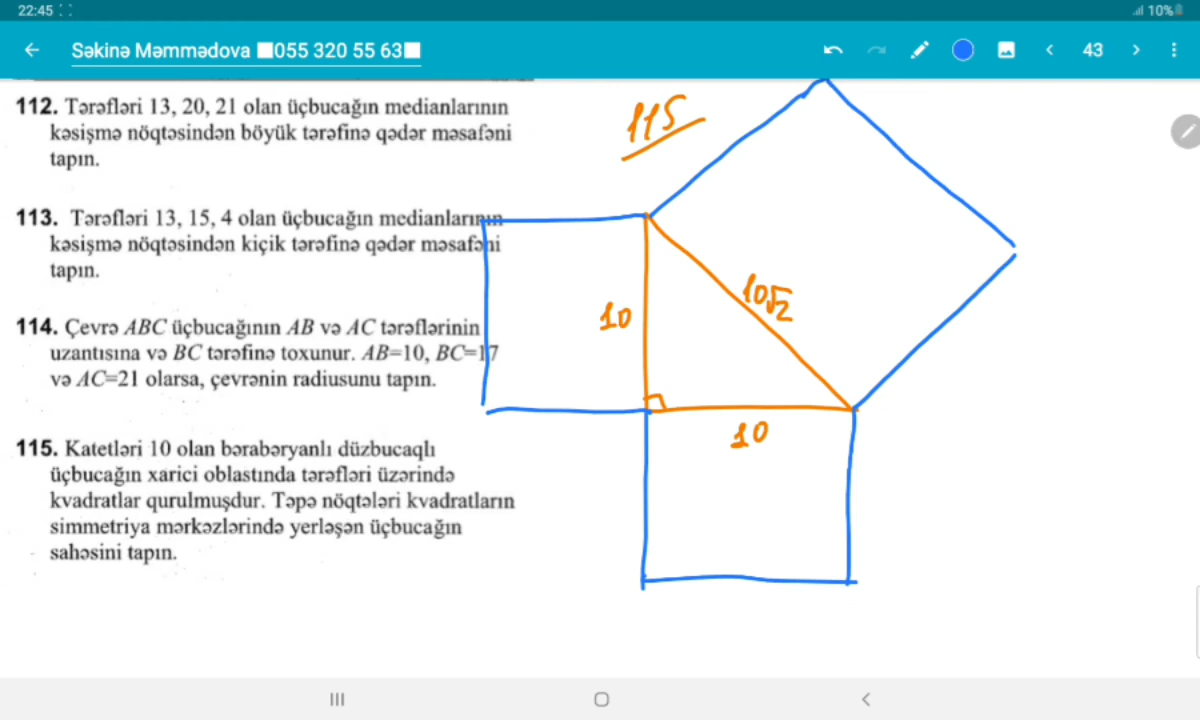 22:45
10%
Səkinə Məmmədova 055 320 55 63
43
112. Tərəfləri 13, 20, 21 olan üçbucağın medianlarının
kəsişmə nöqtəsindən böyük tərəfinə qədər məsafəni
tapın.
113. Tərəfləri 13, 15, 4 olan üçbucağın medianlarının
kəsişmə nöqtəsindən kiçik tərəfinə qədər məsafəni
tapın.
114. Çevrə ABC üçbucağının AB və AC tərəflərinin
uzantısına və BC tərəfinə toxunur. AB=10, BC=17
və AC=21 olarsa, çevrənin radiusunu tapın.
115. Katetləri 10 olan bərabəryanlı düzbucaqlı
üçbucağın xarici oblastında tərəfləri üzərində
kvadratlar qurulmuşdur. Təpə nöqtələri kvadratların
simmetriya mərkəzlərində yerləşən üçbucağın
sahəsini tapın.
115
10
10√2
10